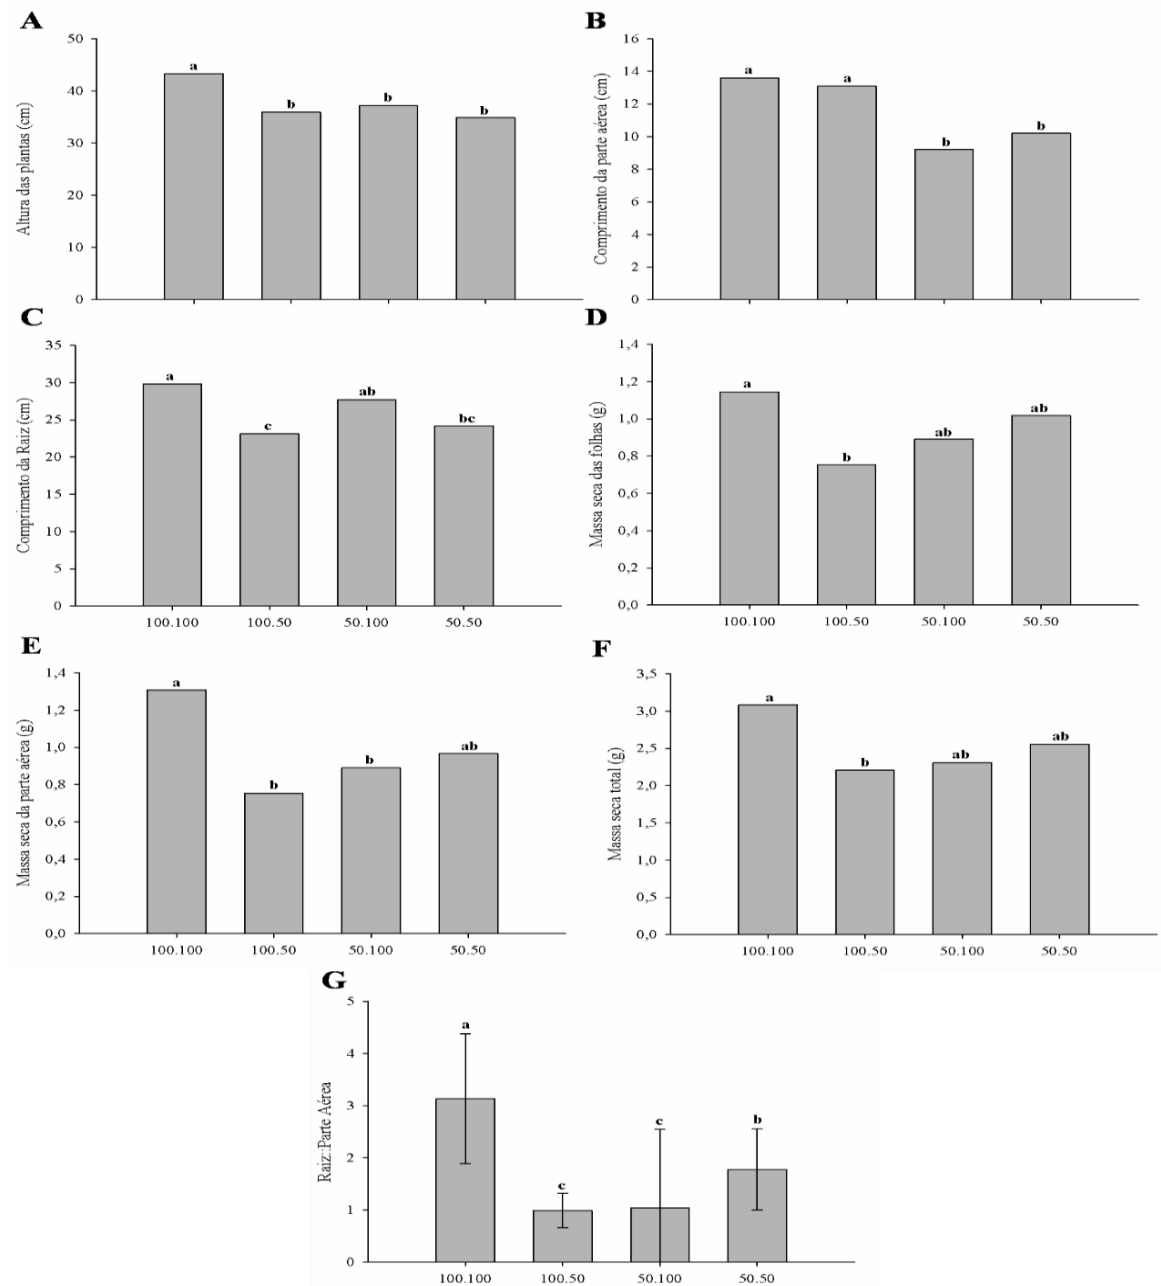 A
Altura das plantas (cm)
50
40
30
20
10
0
a
b
b
b
B
Comprimento da parte aérea (cm)
16
14
12
10
8
6
4
2
0
a
a
b
b
C
Comprimento da Raiz (cm)
35
30
25
20
15
10
5
0
a
c
ab
bc
100.100 100.50 50.100 50.50
D
Massa seca das folhas (g)
1,4
1,2
1,0
0,8
0,6
0,4
0,2
0,0
a
b
ab
ab
100.100 100.50 50.100 50.50
E
Massa seca da parte aérea (g)
1,4
1,2
1,0
0,8
0,6
0,4
0,2
0,0
a
b
b
ab
100.100 100.50 50.100 50.50
F
Massa seca total (g)
3,5
3,0
2,5
2,0
1,5
1,0
0,5
0,0
a
b
ab
ab
100.100 100.50 50.100 50.50
G
Raiz::Parte Aérea
5
4
3
2
1
0
a
c
c
b
100.100 100.50 50.100 50.50